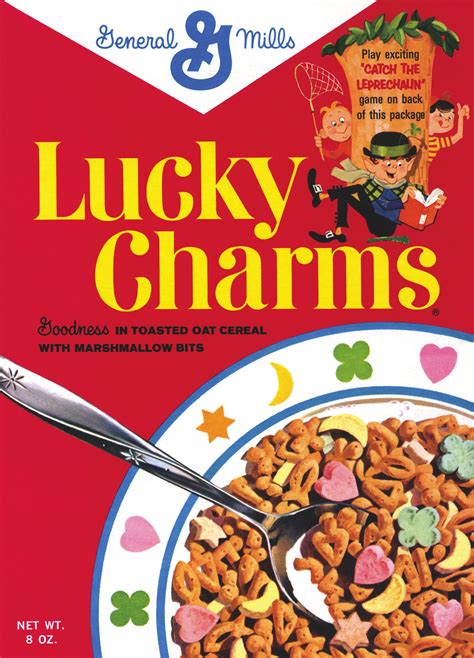 General G Mills
Play exciting
"CATCH THE
LEPRECHAUN"
game on back
of this package
Lucky
Charms®
Goodness IN TOASTED OAT CEREAL
WITH MARSHMALLOW BITS
NET WT.
8 OZ.